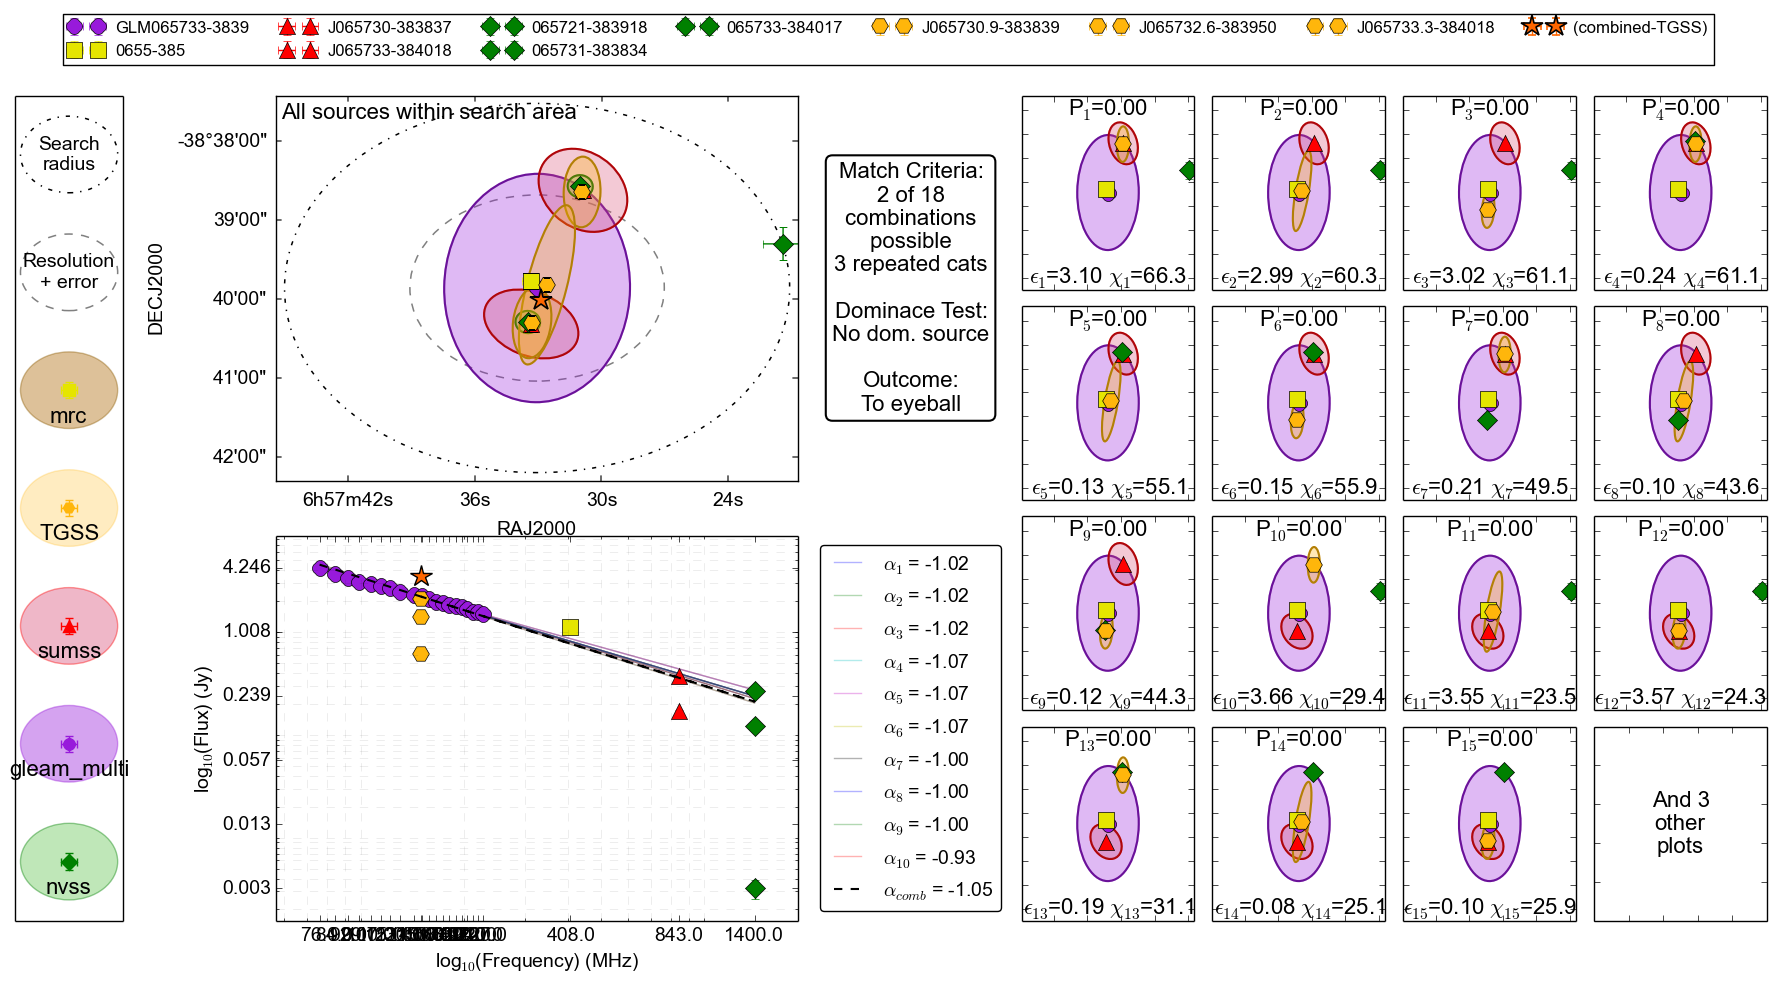 GLM065733-3839 J065730-383837 065721-383918 065733-384017 J065730.9-383839 J065732.6-383950 J065733.3-384018 (combined-TGSS)
0655-385 J065733-384018 065731-383834
Search
radius
Resolution
+ error
mrc
TGSS
sumss
gleam_multi
nvss
All sources within search area
DECJ2000
-38°38'00"
39'00"
40'00"
41'00"
42'00"
6h57m42s 36s 30s 24s
RAJ2000
Match Criteria:
2 of 18
combinations
possible
3 repeated cats
Dominace Test:
No dom. source
Outcome:
To eyeball
log10(Flux) (Jy)
4.246
1.008
0.239
0.057
0.013
0.003
408.0 843.0 1400.0
log10(Frequency) (MHz)
α1 = -1.02
α2 = -1.02
α3 = -1.02
α4 = -1.07
α5 = -1.07
α6 = -1.07
α7 = -1.00
α8 = -1.00
α9 = -1.00
α10 = -0.93
αcomb = -1.05
P1=0.00 P2=0.00 P3=0.00 P4=0.00
ϵ1=3.10 χ1=66.3 ϵ2=2.99 χ2=60.3 ϵ3=3.02 χ3=61.1 ϵ4=0.24 χ4=61.1
P5=0.00 P6=0.00 P7=0.00 P8=0.00
ϵ5=0.13 χ5=55.1 ϵ6=0.15 χ6=55.9 ϵ7=0.21 χ7=49.5 ϵ8=0.10 χ8=43.6
P9=0.00 P10=0.00 P11=0.00 P12=0.00
ϵ9=0.12 χ9=44.3 ϵ10=3.66 χ10=29.4 ϵ11=3.55 χ11=23.5 ϵ12=3.57 χ12=24.3
P13=0.00 P14=0.00 P15=0.00
ϵ13=0.19 χ13=31.1 ϵ14=0.08 χ14=25.1 ϵ15=0.10 χ15=25.9
And 3
other
plots